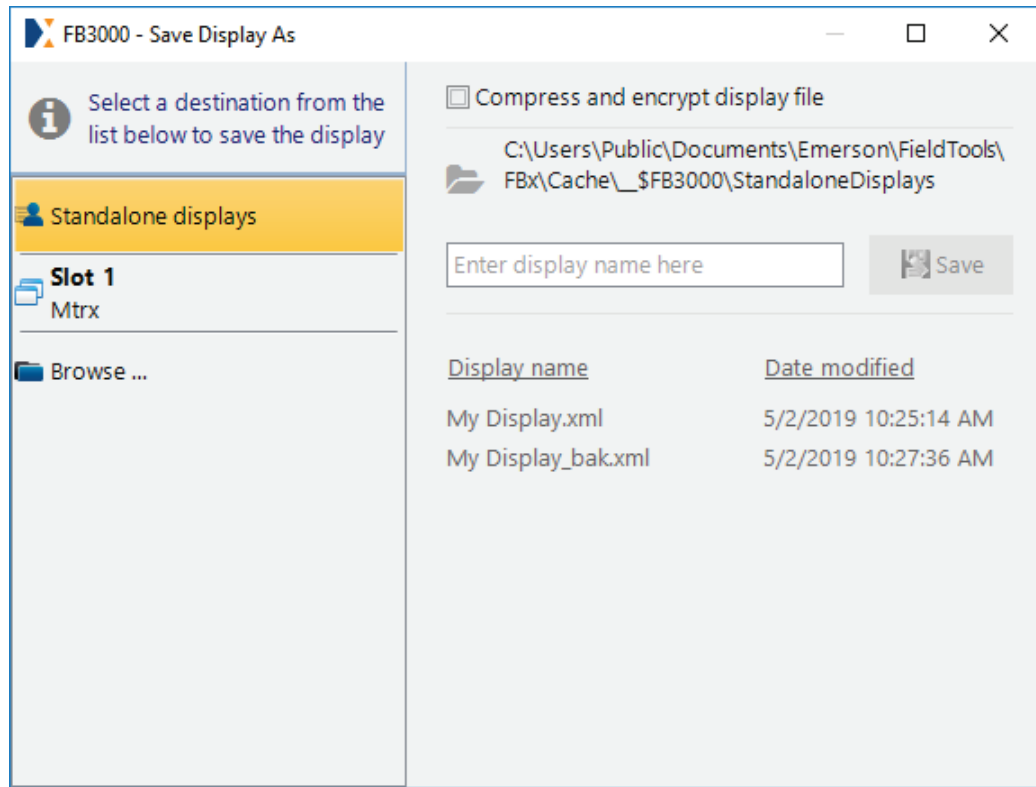 FB3000 - Save Display As
Select a destination from the
list below to save the display
Standalone displays
Slot 1
Mtrx
Browse ...
Compress and encrypt display file
C:\Users\Public\Documents\Emerson\FieldTools\
FBx\Cache\__$FB3000\StandaloneDisplays
Enter display name here
Save
Display name Date modified
My Display.xml 5/2/2019 10:25:14 AM
My Display_bak.xml 5/2/2019 10:27:36 AM